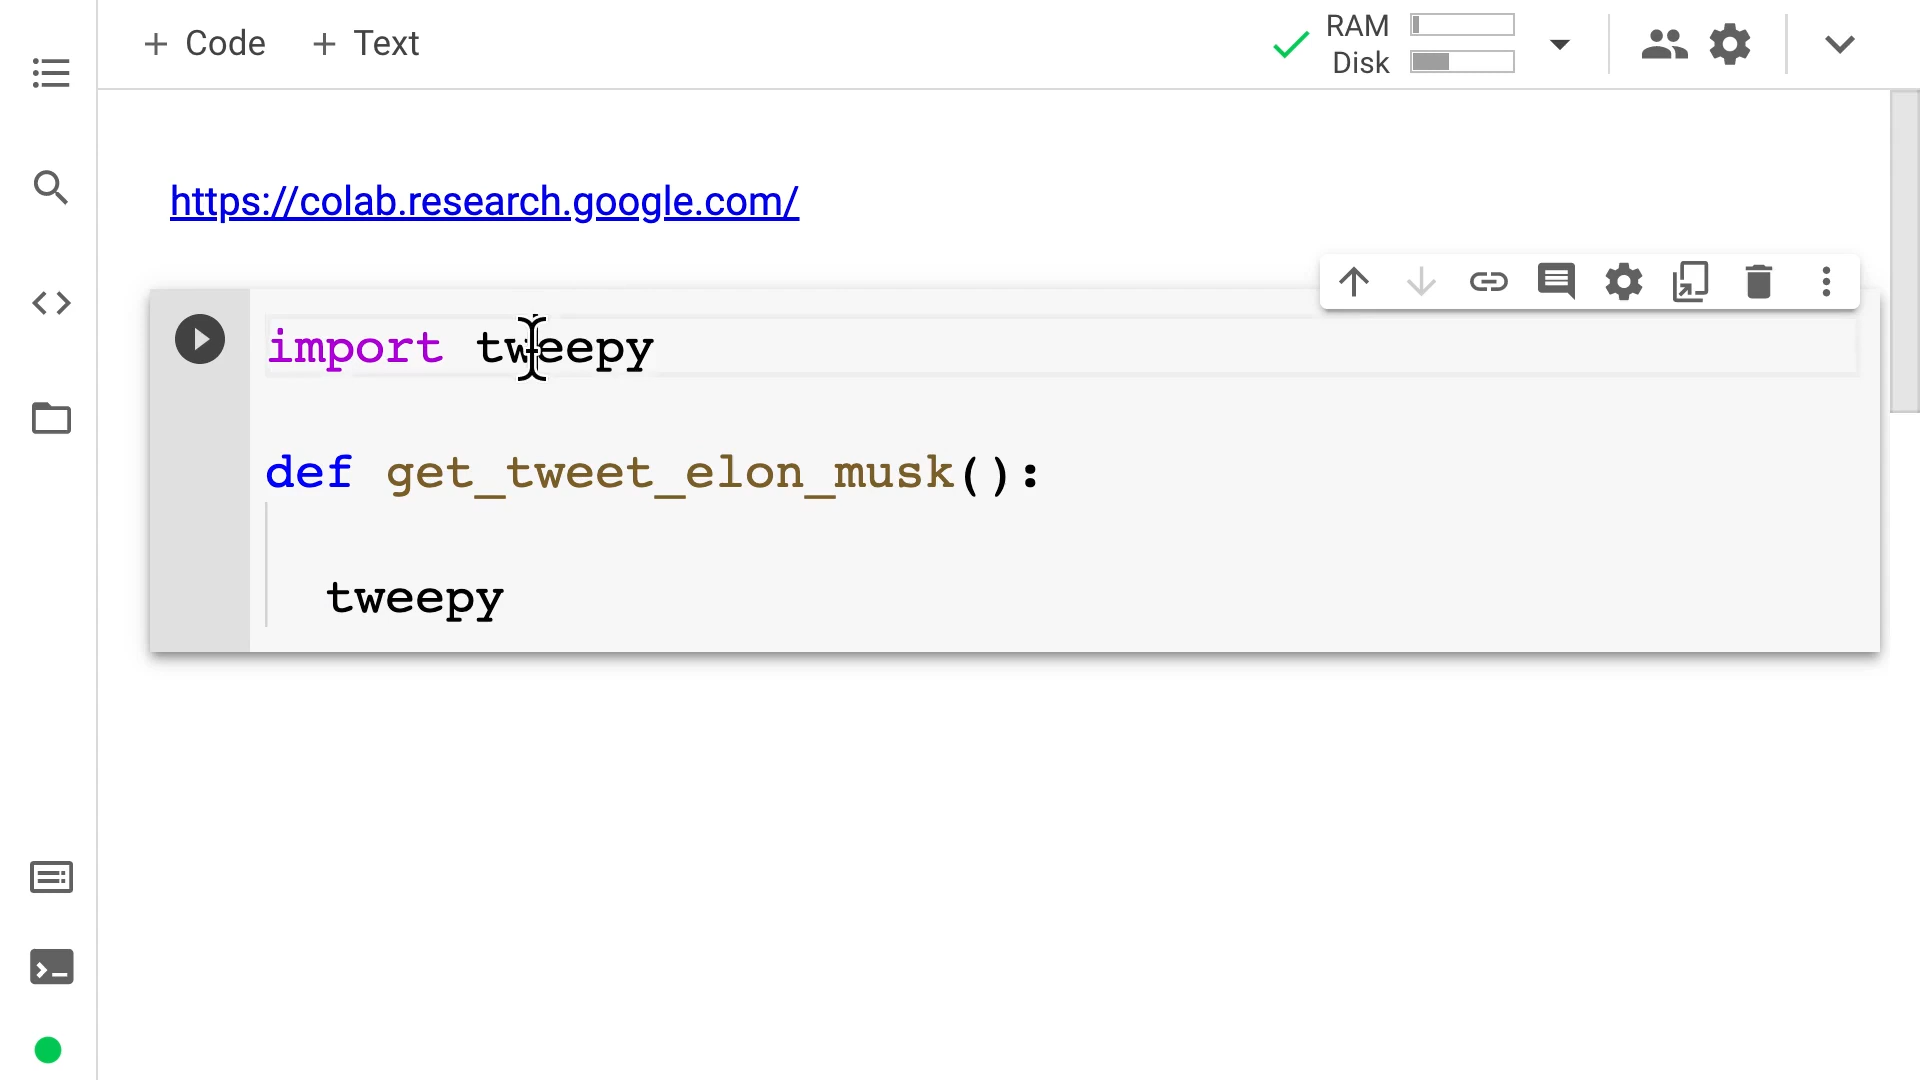 + Code + Text
RAM
Disk
https://colab.research.google.com/
import tweepy
def get_tweet_elon_musk():
tweepy